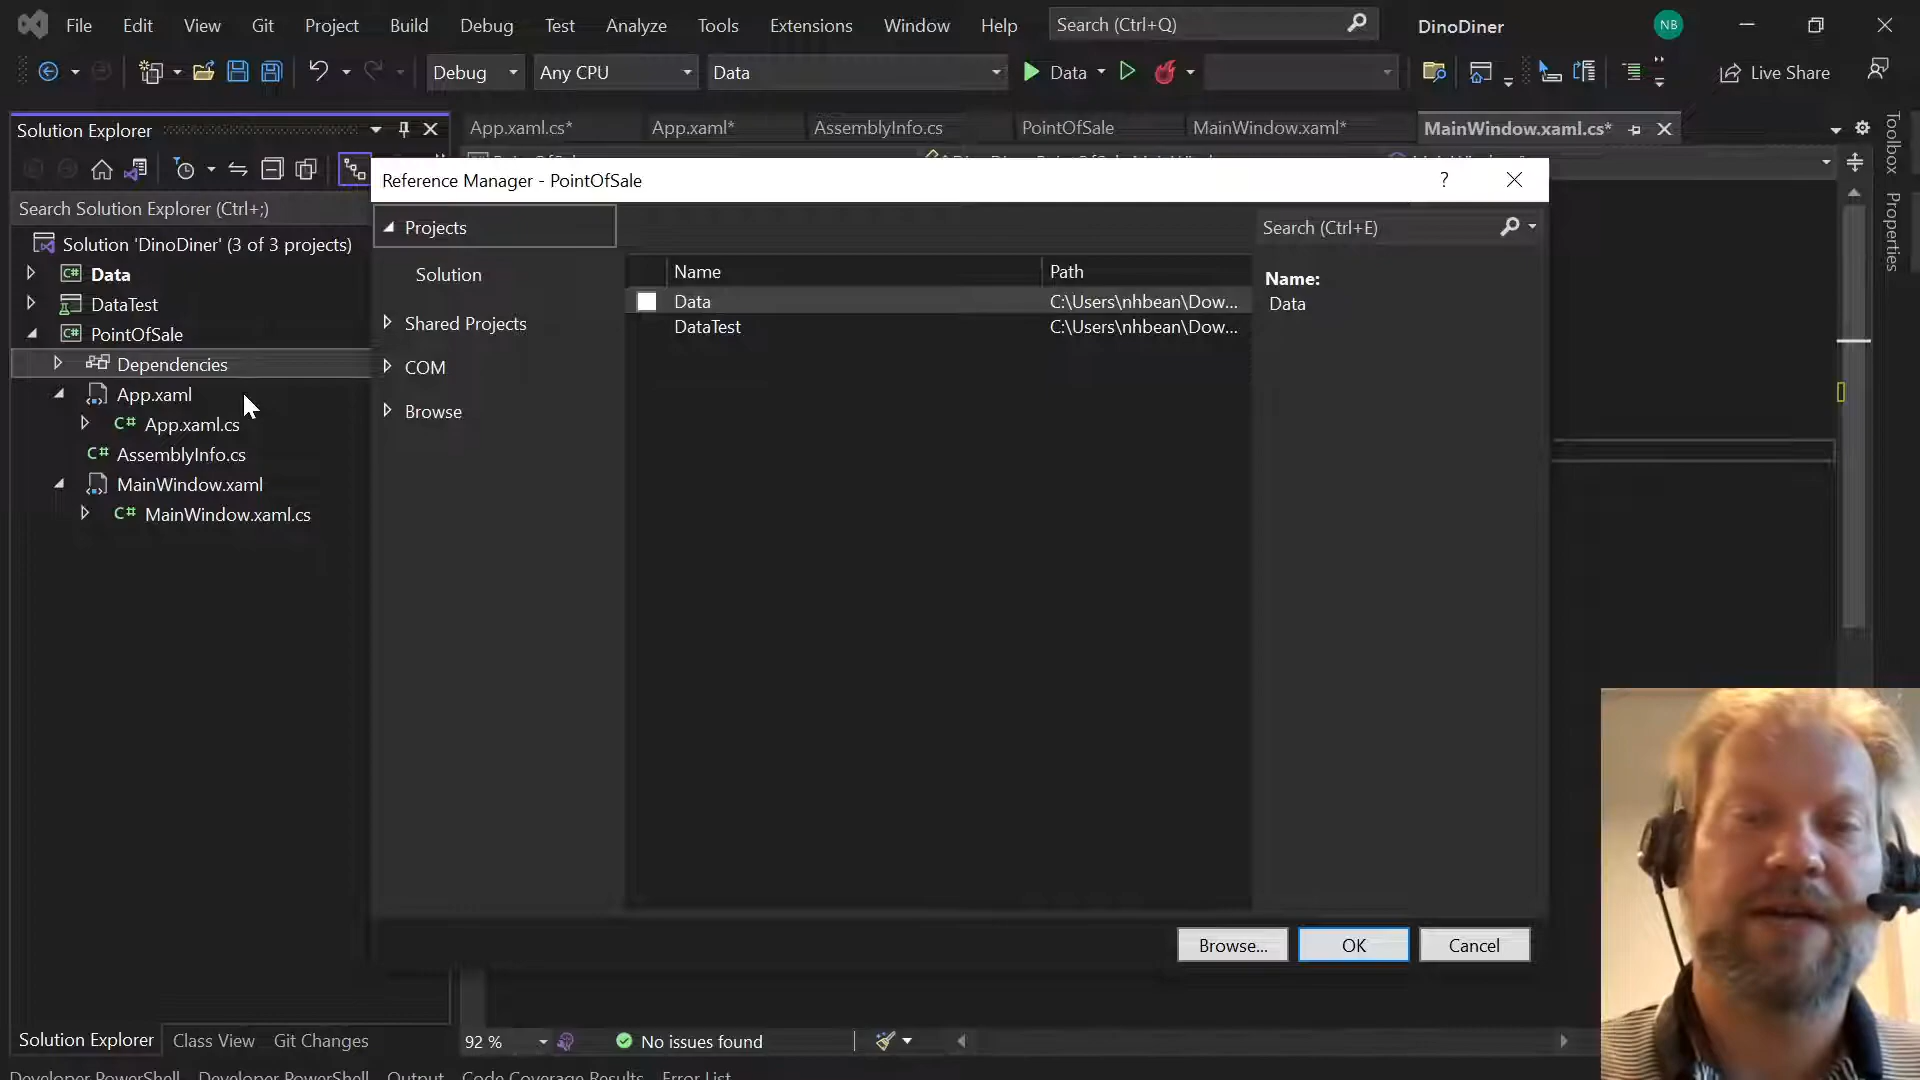 File Edit View Git Project Build Debug Test Analyze Tools Extensions Window Help Search (Ctrl+Q) DinoDiner NB
Debug Any CPU Data Data Live Share
Solution Explorer
App.xaml.cs* App.xaml* AssemblyInfo.cs PointOfSale MainWindow.xaml* MainWindow.xaml.cs*
Search Solution Explorer (Ctrl+;)
Solution 'DinoDiner' (3 of 3 projects)
Data
DataTest
PointOfSale
Dependencies
App.xaml
C# App.xaml.cs
C# AssemblyInfo.cs
MainWindow.xaml
C# MainWindow.xaml.cs
Reference Manager - PointOfSale ?
Projects
Solution
Shared Projects
COM
Browse
Search (Ctrl+E)
Name Path
Data C:\Users\nhbean\Dow...
DataTest C:\Users\nhbean\Dow...
Name:
Data
Browse... OK Cancel
Toolbox
Properties
Solution Explorer Class View Git Changes
92 % No issues found
Developer PowerShell Developer PowerShell Output Code Coverage Results Error List